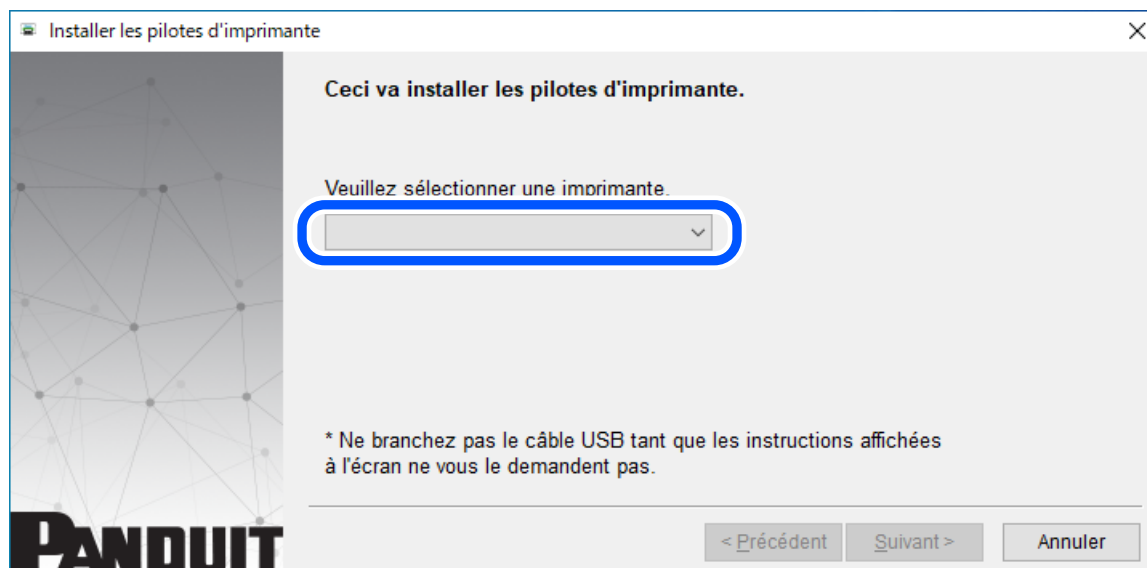 Installer les pilotes d'imprimante
Ceci va installer les pilotes d'imprimante.
Veuillez sélectionner une imprimante.
* Ne branchez pas le câble USB tant que les instructions affichées
à l'écran ne vous le demandent pas.
PANDUIT
< Précédent
Suivant >
Annuler